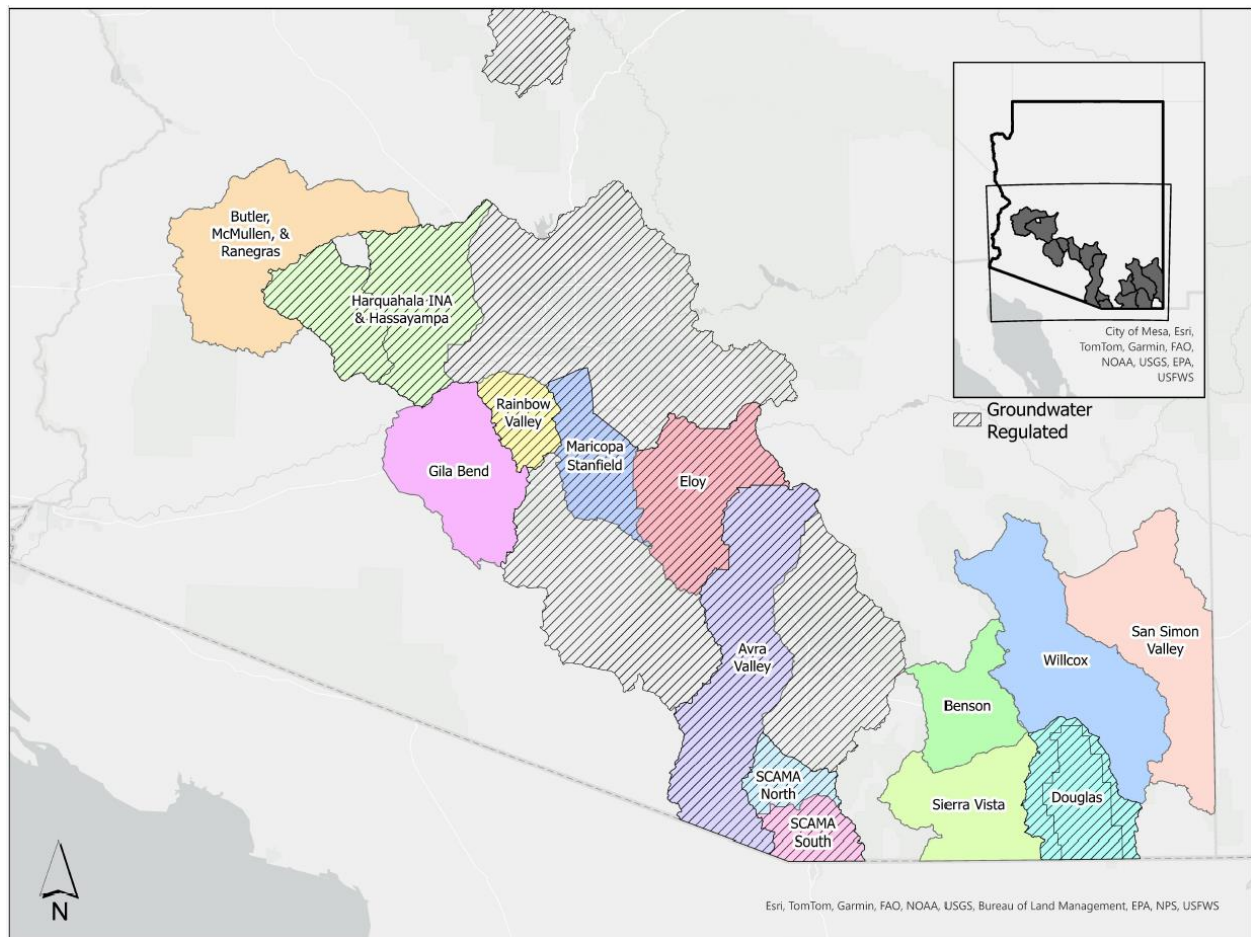 City of Mesa, Esri,
TomTom, Garmin, FAO,
NOAA, USGS, EPA,
USFWS
Groundwater
Regulated
Butler,
McMullen, &
Ranegras
Harquahala INA
& Hassayampa
Rainbow
Valley
Gila Bend
Maricopa
Stanfield
Eloy
Avra
Valley
San Simon
Valley
Willcox
Benson
SCAMA
North
SCAMA
South
Sierra Vista
Douglas
N
Esri, TomTom, Garmin, FAO, NOAA, USGS, Bureau of Land Management, EPA, NPS, USFWS